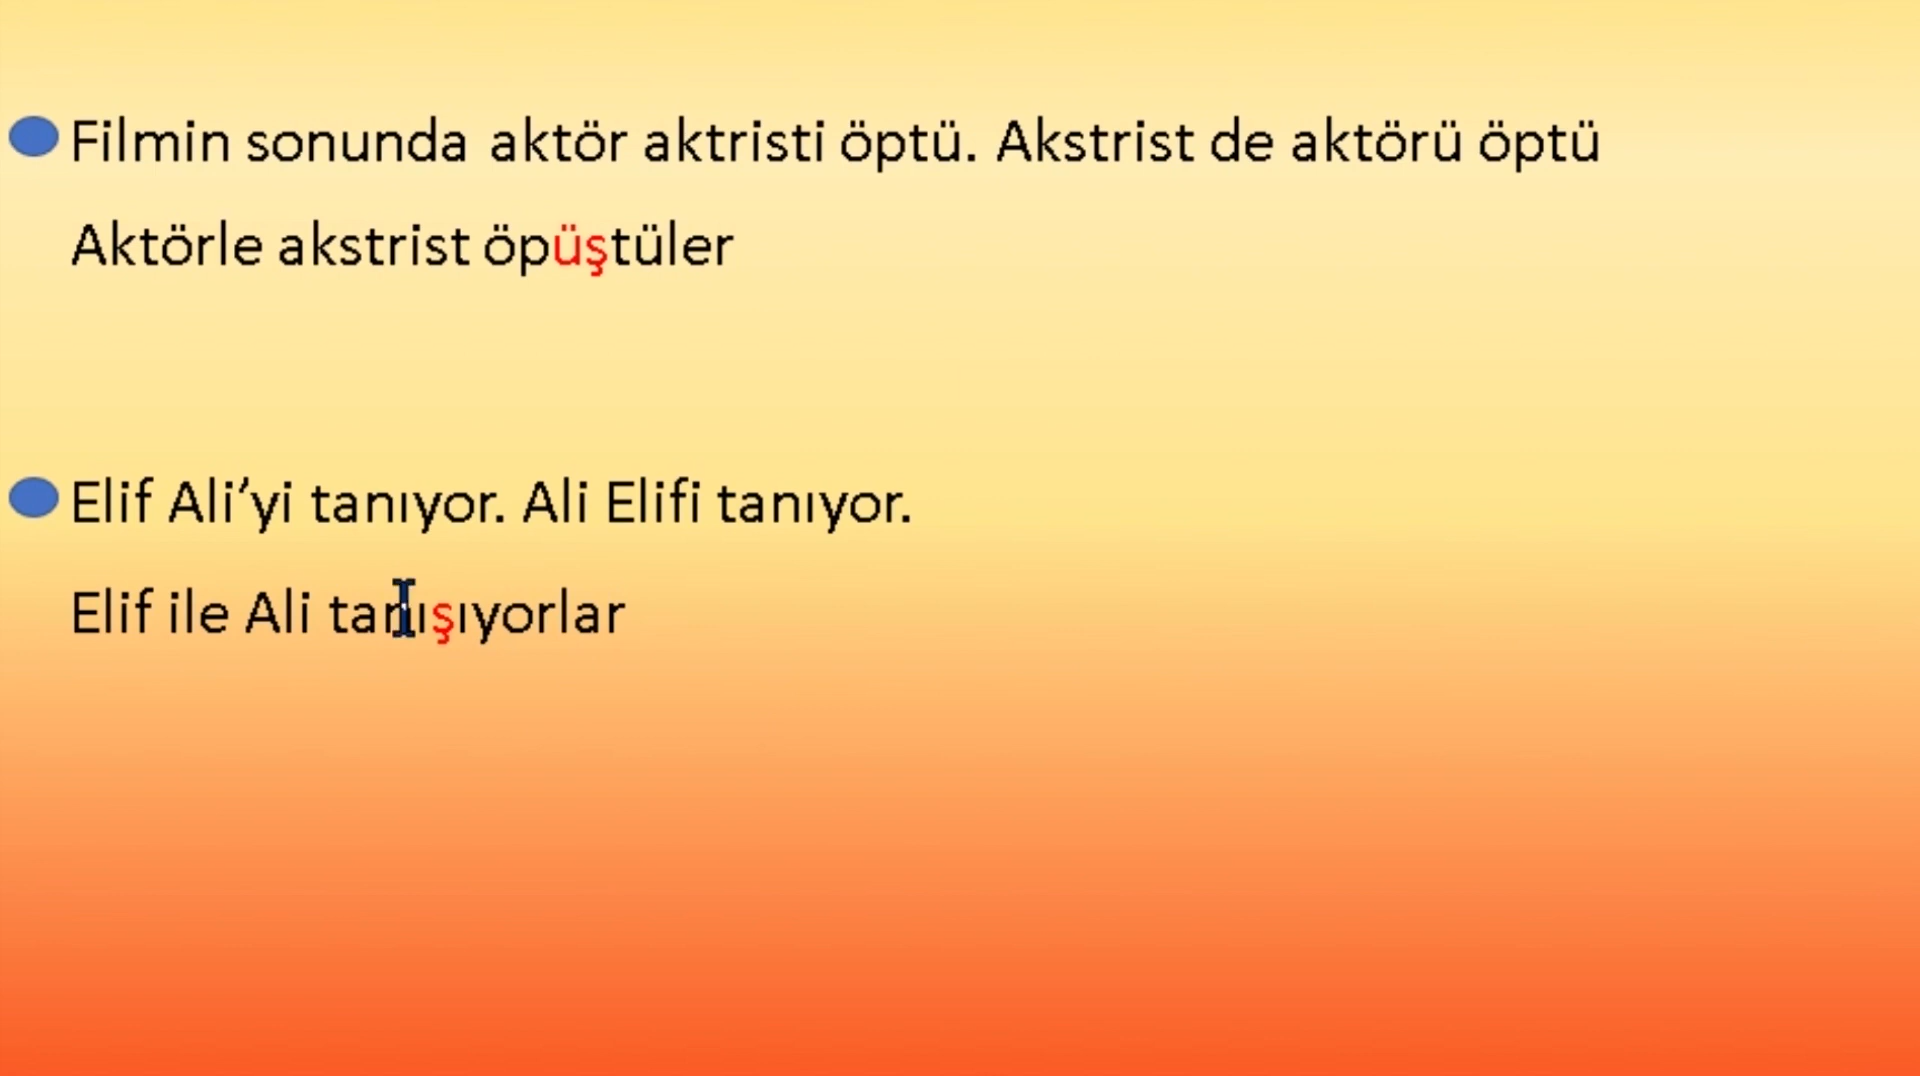 Filmin sonunda aktör aktristi öptü. Akstrist de aktörü öptü
Aktörle akstrist öpüştüler
Elif Ali’yi tanıyor. Ali Elifi tanıyor.
Elif ile Ali tanışıyorlar